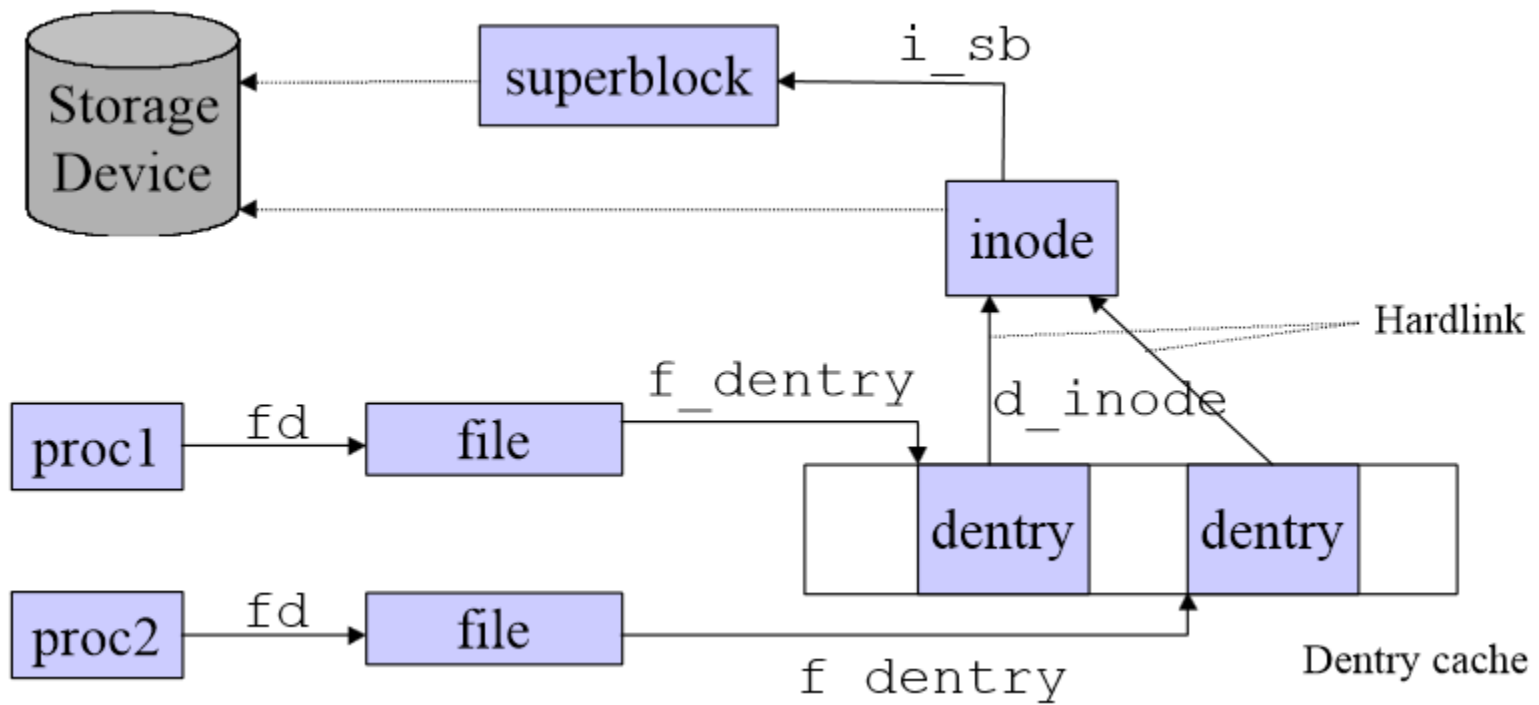 i_sb
superblock
Storage
Device
inode
Hardlink
f_dentry
d_inode
proc1
fd
file
dentry
dentry
proc2
fd
file
f dentry
Dentry cache